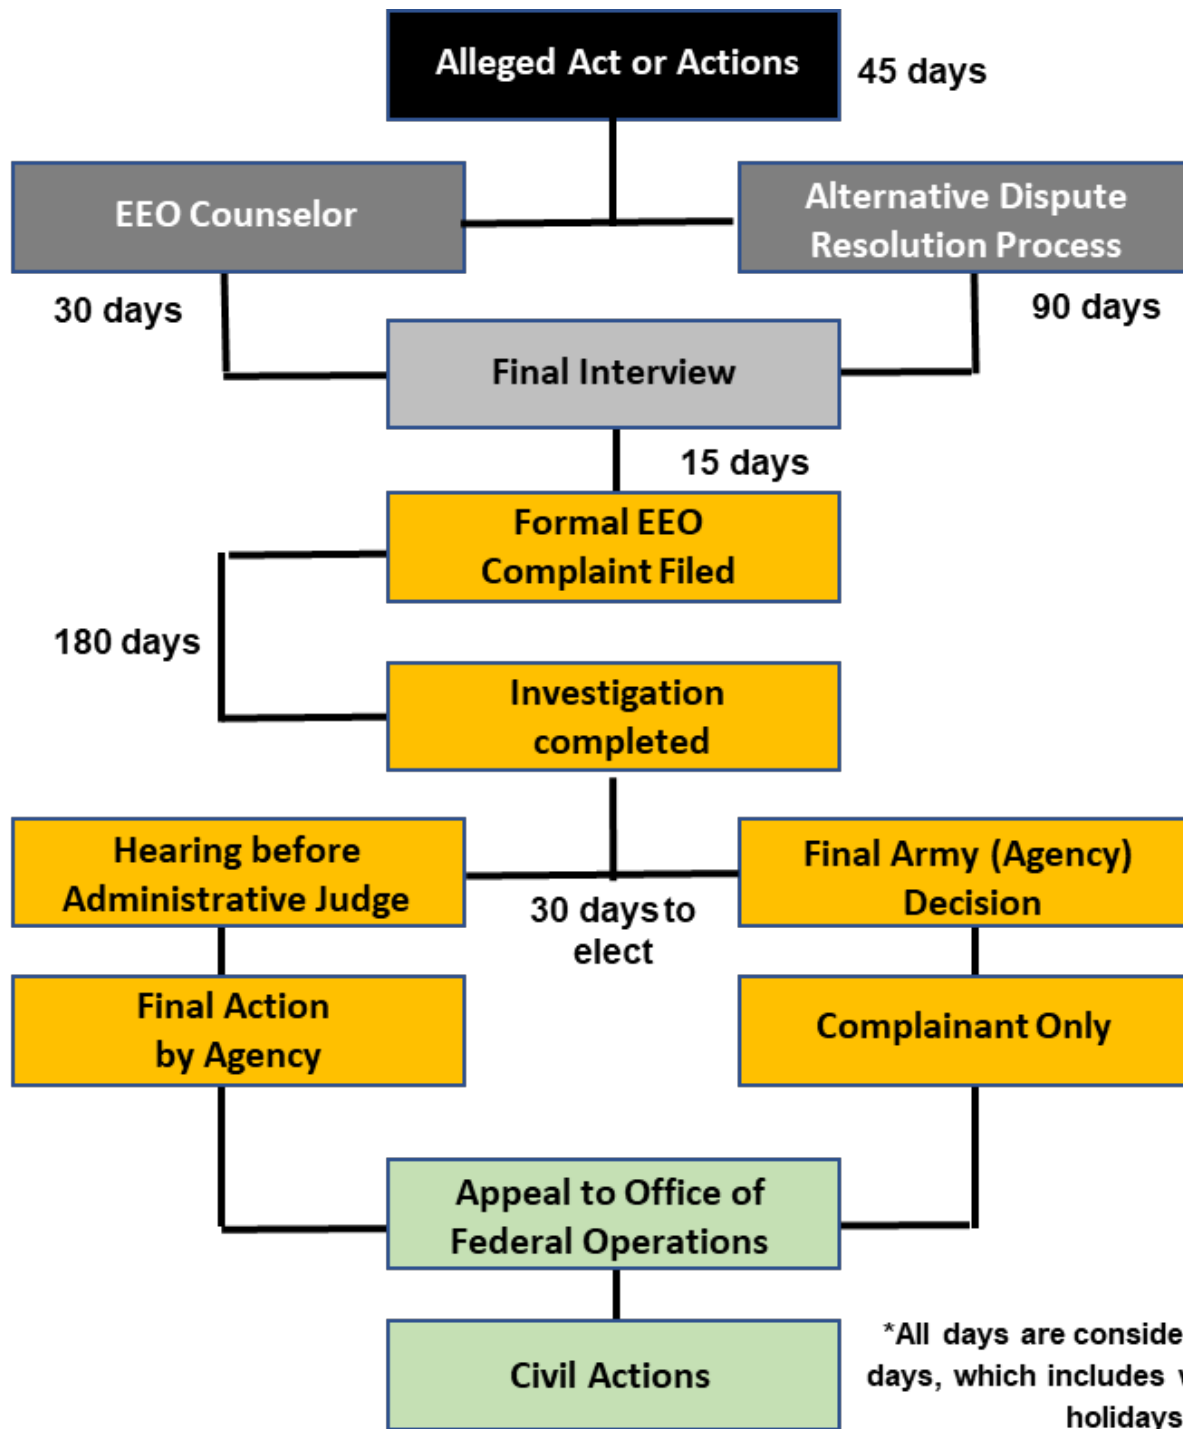 Alleged Act or Actions
45 days
EEO Counselor
Alternative Dispute
Resolution Process
30 days
90 days
Final Interview
15 days
Formal EEO
Complaint Filed
180 days
Investigation
completed
Hearing before
Administrative Judge
Final Army (Agency)
Decision
30 days to
elect
Final Action
by Agency
Complainant Only
Appeal to Office of
Federal Operations
Civil Actions
*All days are
days, which includes
holidays